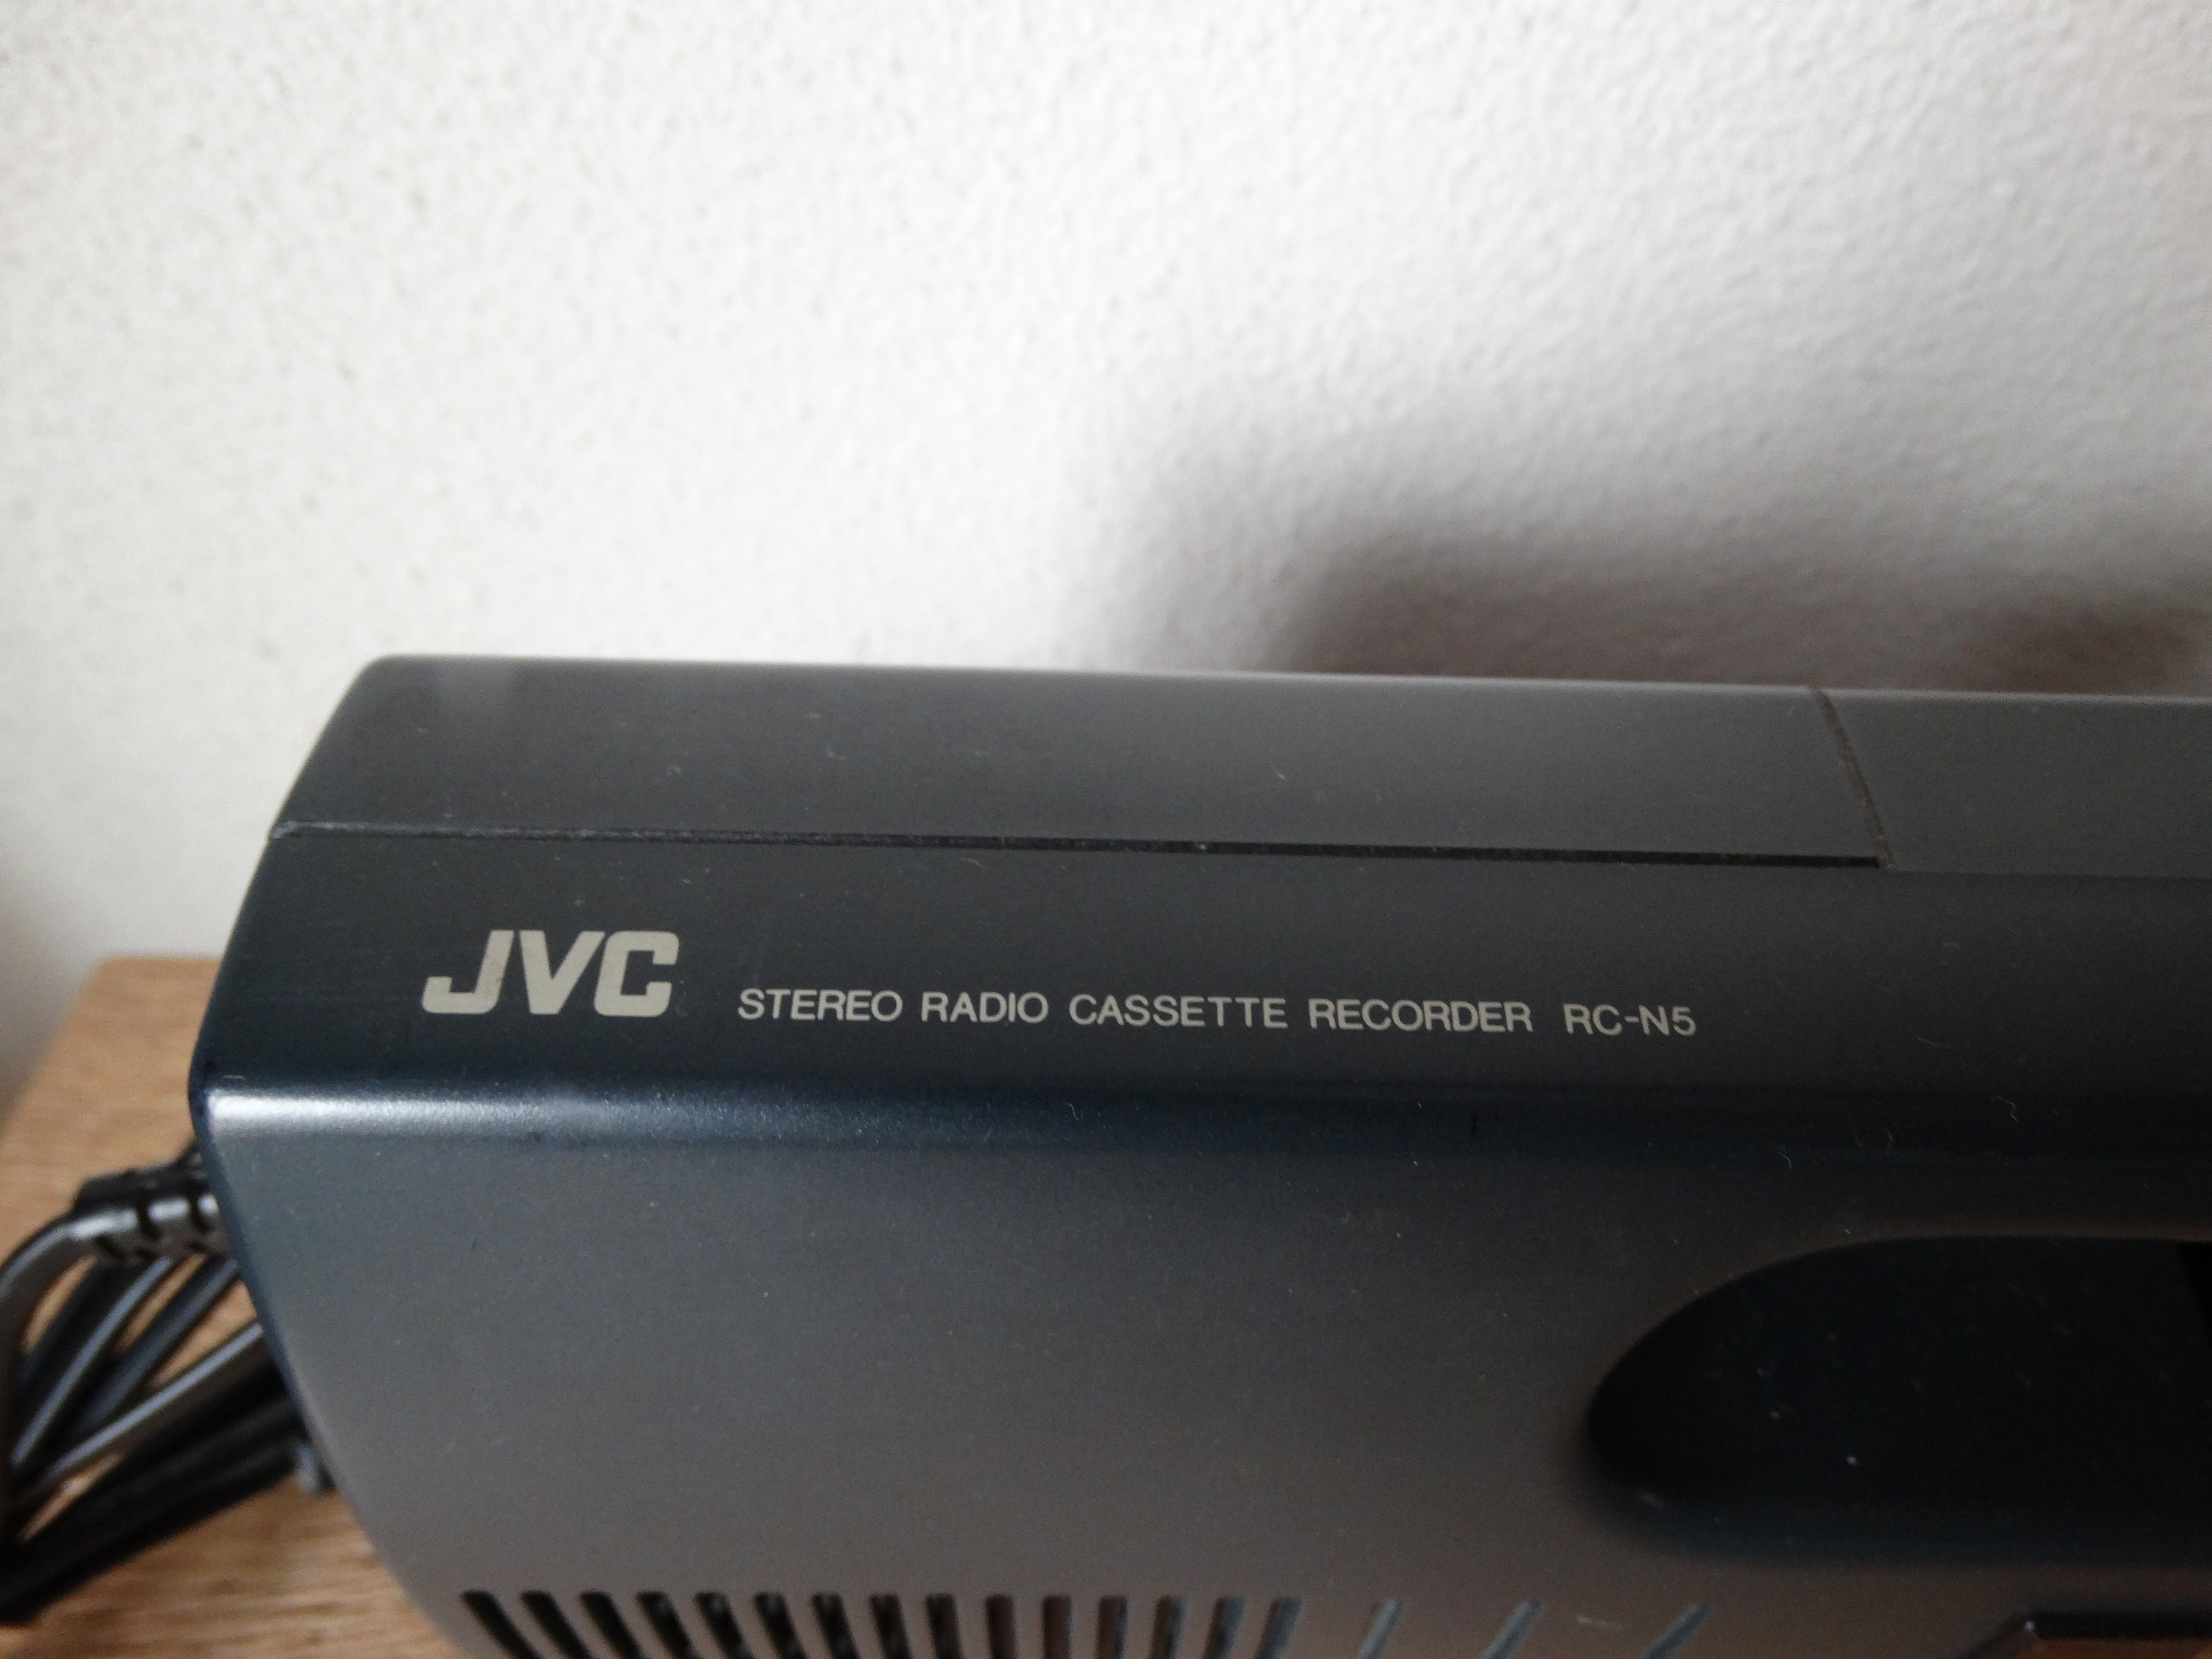 JVC STEREO RADIO CASSETTE RECORDER RC-N5